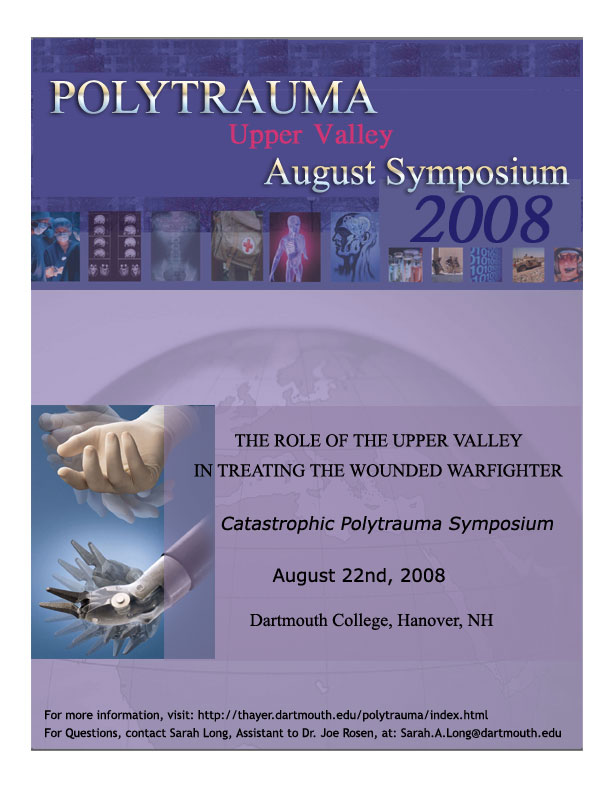 POLYTRAUMA
Upper Valley
August Symposium
2008
THE ROLE OF THE UPPER VALLEY
IN TREATING THE WOUNDED WARFIGHTER
Catastrophic Polytrauma Symposium
August 22nd, 2008
Dartmouth College, Hanover, NH
For more information, visit: http://thayer.dartmouth.edu/polytrauma/index.html
For Questions, contact Sarah Long, Assistant to Dr. Joe Rosen, at: Sarah.A.Long@dartmouth.edu